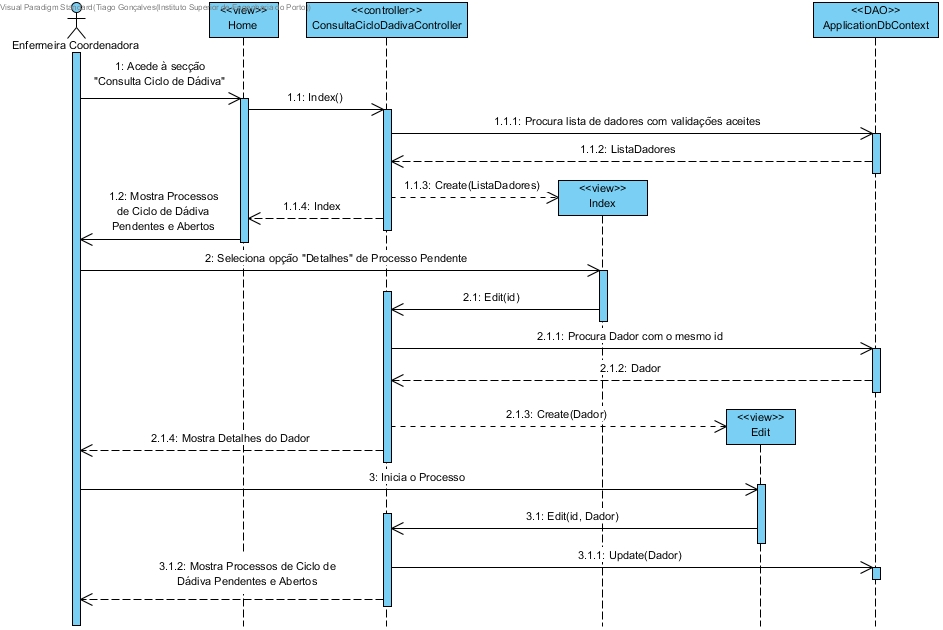 Visual Paradigm Standard(Tiago Gonçalves(Instituto Superior de Engenharia do Porto))
<<view>>
Home
<<controller>>
ConsultaCicloDadivaController
<<DAO>>
ApplicationDbContext
Enfermeira Coordenadora
1: Acede à secção
"Consulta Ciclo de Dádiva"
1.1: Index()
1.1.1: Procura lista de dadores com validações aceites
1.1.2: ListaDadores
1.1.3: Create(ListaDadores)
<<view>>
Index
1.2: Mostra Processos
de Ciclo de Dádiva
Pendentes e Abertos
1.1.4: Index
2: Seleciona opção "Detalhes" de Processo Pendente
2.1: Edit(id)
2.1.1: Procura Dador com o mesmo id
2.1.2: Dador
2.1.3: Create(Dador)
<<view>>
Edit
2.1.4: Mostra Detalhes do Dador
3: Inicia o Processo
3.1: Edit(id, Dador)
3.1.1: Update(Dador)
3.1.2: Mostra Processos de Ciclo de
Dádiva Pendentes e Abertos